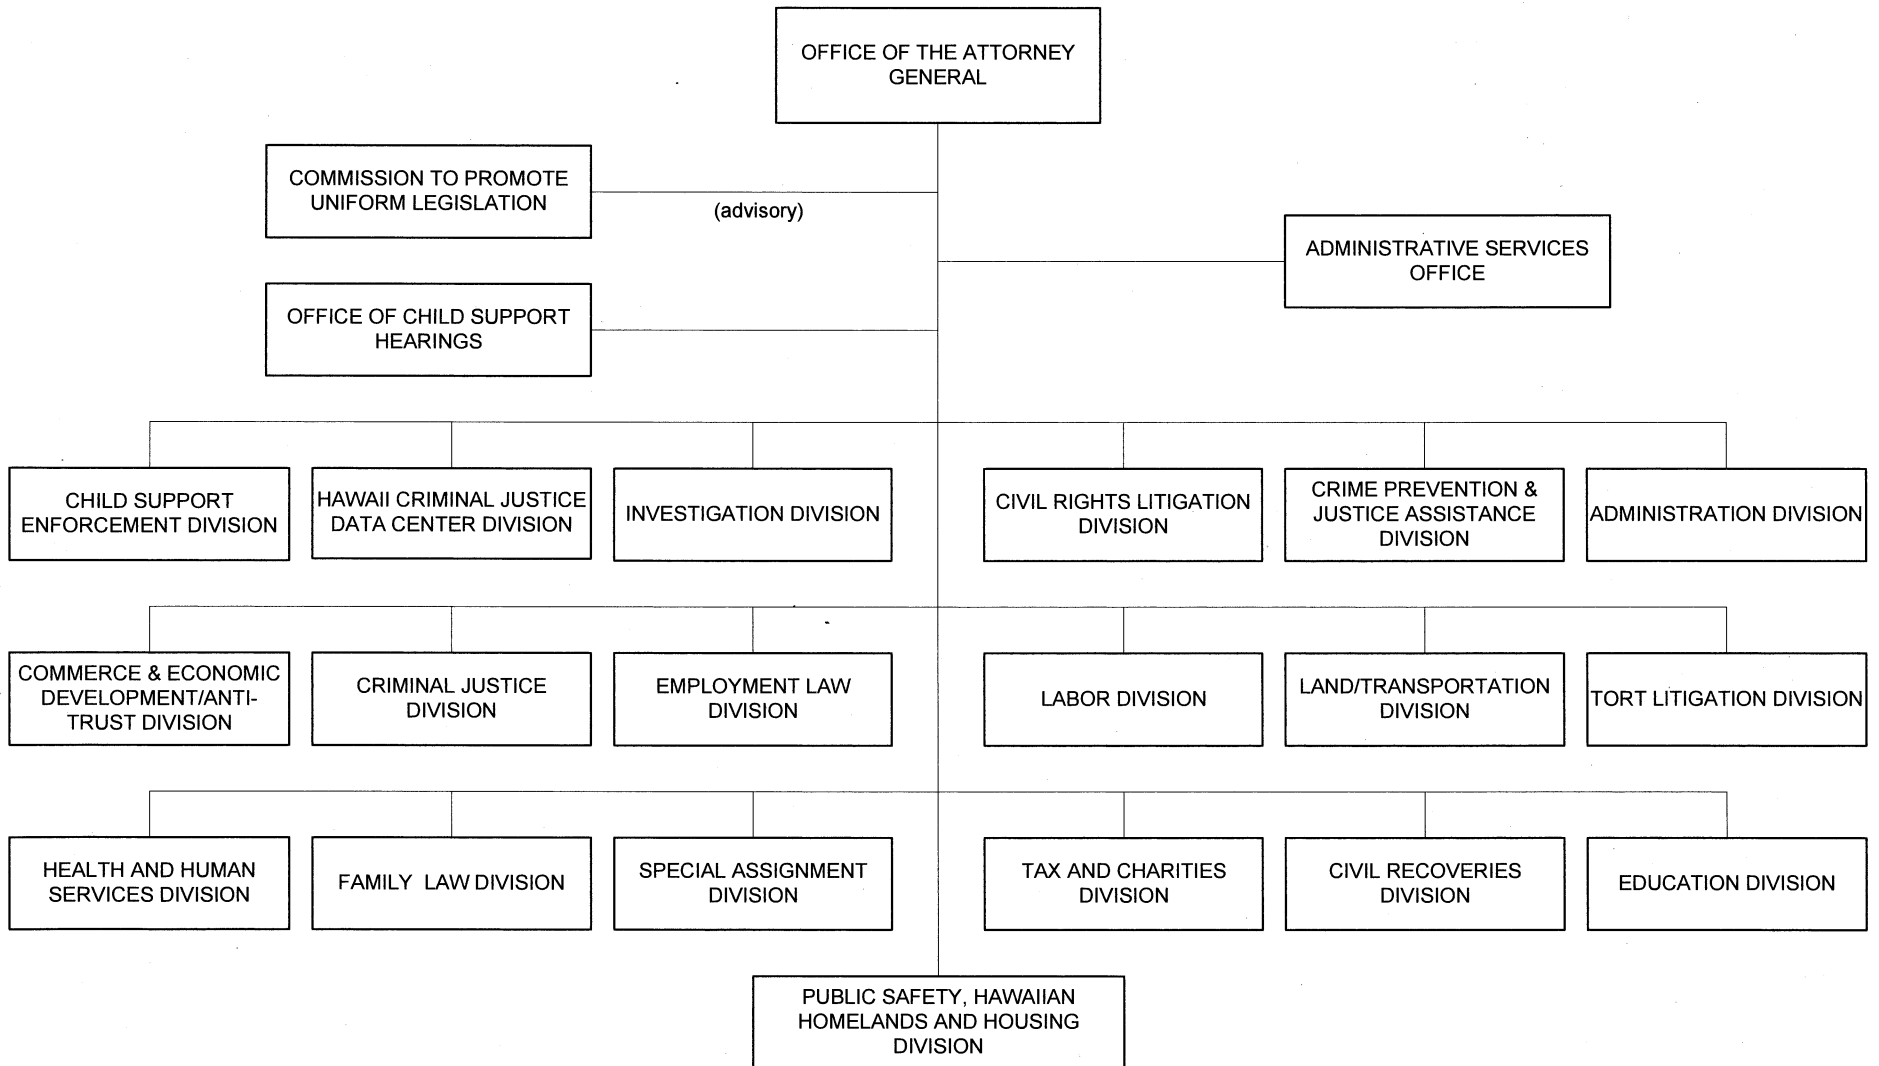 OFFICE OF THE ATTORNEY
GENERAL
COMMISSION TO PROMOTE
UNIFORM LEGISLATION
(advisory)
ADMINISTRATIVE SERVICES
OFFICE
OFFICE OF CHILD SUPPORT
HEARINGS
CHILD SUPPORT
ENFORCEMENT DIVISION
HAWAII CRIMINAL JUSTICE
DATA CENTER DIVISION
INVESTIGATION DIVISION
CIVIL RIGHTS LITIGATION
DIVISION
CRIME PREVENTION &
JUSTICE ASSISTANCE
DIVISION
ADMINISTRATION DIVISION
COMMERCE & ECONOMIC
DEVELOPMENT/ANTI-
TRUST DIVISION
CRIMINAL JUSTICE
DIVISION
EMPLOYMENT LAW
DIVISION
LABOR DIVISION
LAND/TRANSPORTATION
DIVISION
TORT LITIGATION DIVISION
HEALTH AND HUMAN
SERVICES DIVISION
FAMILY LAW DIVISION
SPECIAL ASSIGNMENT
DIVISION
TAX AND CHARITIES
DIVISION
CIVIL RECOVERIES
DIVISION
EDUCATION DIVISION
PUBLIC SAFETY, HAWAIIAN
HOMELANDS AND HOUSING
DIVISION